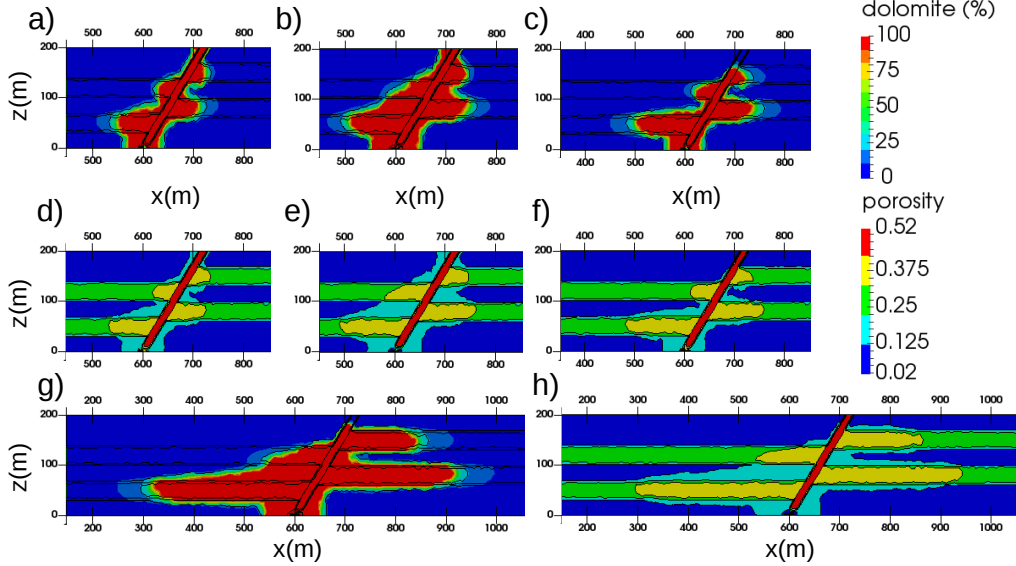 a) b) c) dolomite (%)
500 600 700 800 500 600 700 800 400 500 600 700 800 100
200 200 200 75
z(m) 100 100 100 50
25
0 0 0 0
500 600 700 800 500 600 700 800 400 500 600 700 800
x(m) x(m) x(m) porosity
d) e) f) 0.52
500 600 700 800 500 600 700 800 400 500 600 700 800
200 200 200 0.375
z(m) 100 100 100 0.25
0.125
0 0 0 0.02
500 600 700 800 500 600 700 800 400 500 600 700 800
g) h)
200 300 400 500 600 700 800 900 1000 200 300 400 500 600 700 800 900 1000
200 200
z(m) 100 100
0 0
200 300 400 500 600 700 800 900 1000 200 300 400 500 600 700 800 900 1000
x(m) x(m)